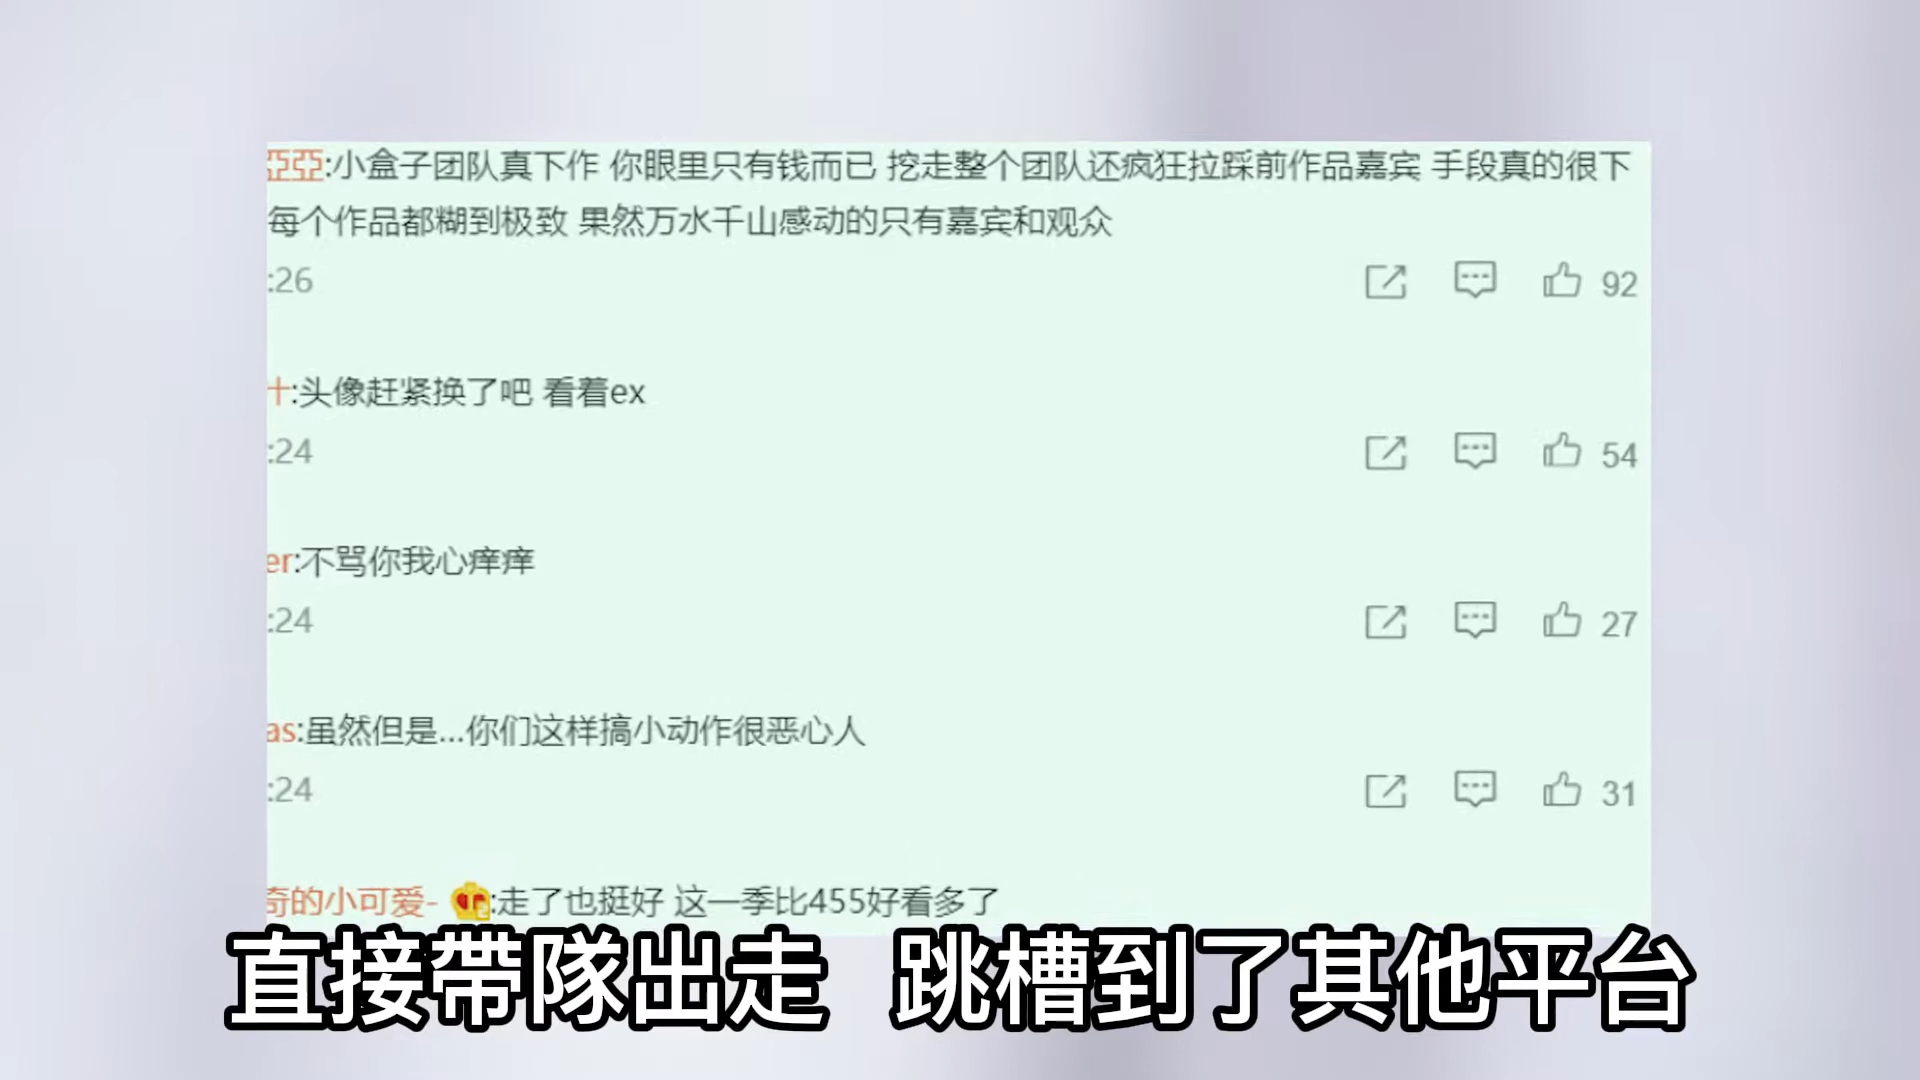 亞亞:小盒子团队真下作 你眼里只有钱而已 挖走整个团队还疯狂拉踩前作品嘉宾 手段真的很下
每个作品都糊到极致 果然万水千山感动的只有嘉宾和观众
:26
92
十:头像赶紧换了吧 看着ex
:24
54
er:不骂你我心痒痒
:24
27
as:虽然但是...你们这样搞小动作很恶心人
:24
31
奇的小可爱- :走了也挺好 这一季比455好看多了
直接帶隊出走 跳槽到了其他平台